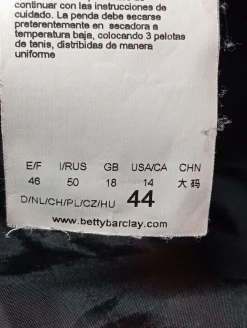 continuar con las instrucciones de
cuidado. La penda debe secarse
preterentemente en secadora a
temperatura baja, colocando 3 pelotas
de tenis, distribidas de manera
uniforme
E/F I/RUS GB USA/CA CHN
46 50 18 14 大码
D/NL/CH/PL/CZ/HU 44
www.bettybarclay.com